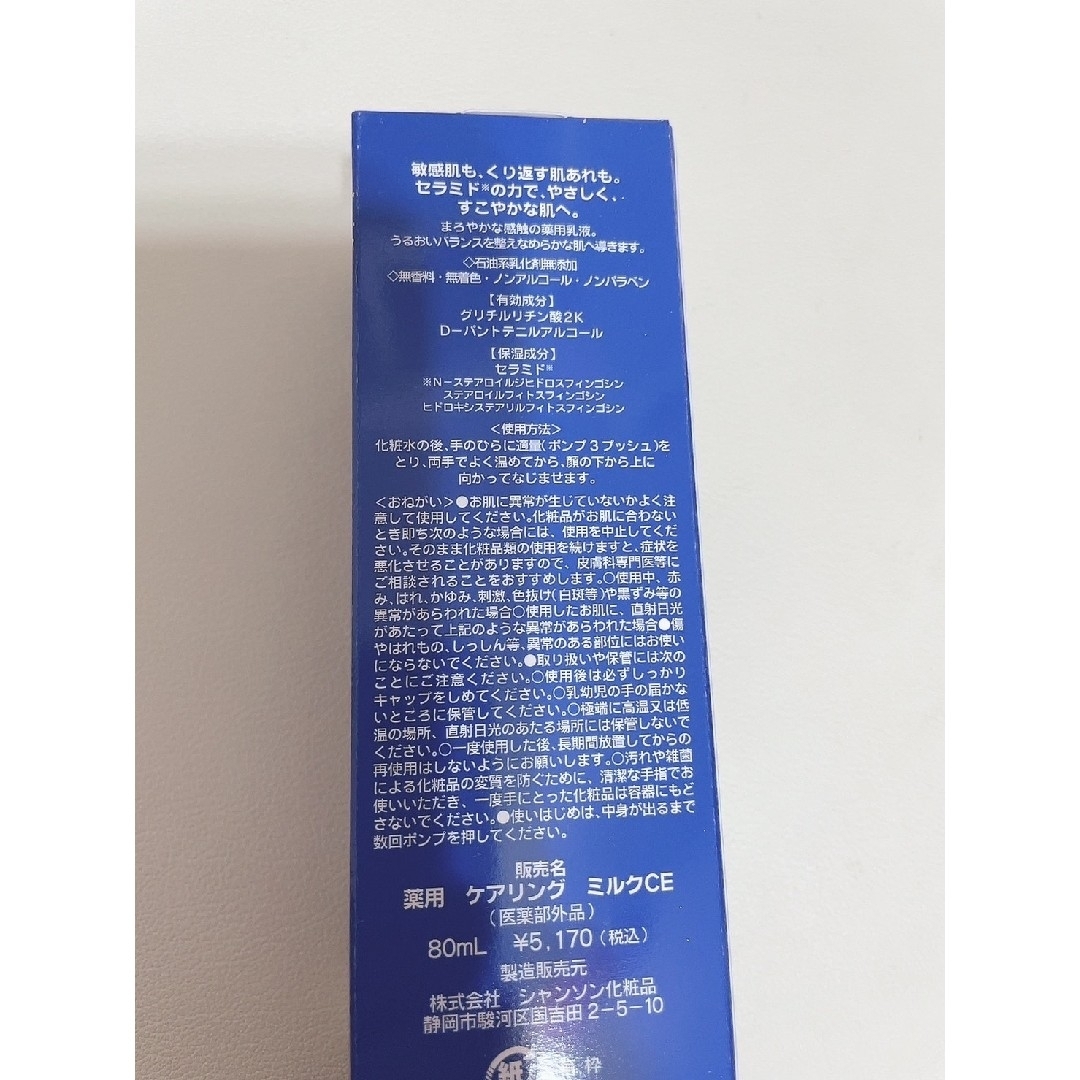 敏感肌も、くり返す肌あれも。
セラミド※の力で、やさしく、
すこやかな肌へ。
まろやかな感触の薬用乳液。
うるおいバランスを整えなめらかな肌へ導きます。
◇石油系乳化剤無添加
◇無香料・無着色・ノンアルコール・ノンパラベン
【有効成分】
グリチルリチン酸2K
D-パントテニルアルコール
【保湿成分】
セラミド※
※N-ステアロイルジヒドロスフィンゴシン
ステアロイルフィトスフィンゴシン
ヒドロキシステアリルフィトスフィンゴシン
<使用方法>
化粧水の後、手のひらに適量(ポンプ3プッシュ)を
とり、両手でよく温めてから、顔の下から上に
向かってなじませます。
<おねがい>●お肌に異常が生じていないかよく注
意して使用してください。化粧品がお肌に合わない
とき即ち次のような場合には、使用を中止してくだ
さい。そのまま化粧品類の使用を続けますと、症状を
悪化させることがありますので、皮膚科専門医等に
ご相談されることをおすすめします。○使用中、赤
み、はれ、かゆみ、刺激、色抜け(白斑等)や黒ずみ等の
異常があらわれた場合○使用したお肌に、直射日光
があたって上記のような異常があらわれた場合●傷
やはれもの、しっしん等、異常のある部位にはお使い
にならないでください。●取り扱いや保管には次の
ことにご注意ください。○使用後は必ずしっかり
キャップをしめてください。○乳幼児の手の届かな
いところに保管してください。○極端に高温又は低
温の場所、直射日光のあたる場所には保管しないで
ください。○一度使用した後、長期間放置してからの
再使用はしないようにお願いします。○汚れや雑菌
による化粧品の変質を防ぐために、清潔な手指でお
使いいただき、一度手にとった化粧品は容器にもど
さないでください。●使いはじめは、中身が出るまで
数回ポンプを押してください。
販売名
薬用 ケアリング ミルクCE
(医薬部外品)
80mL ¥5,170(税込)
製造販売元
株式会社 シャンソン化粧品
静岡市駿河区国吉田2-5-10
紙 枠